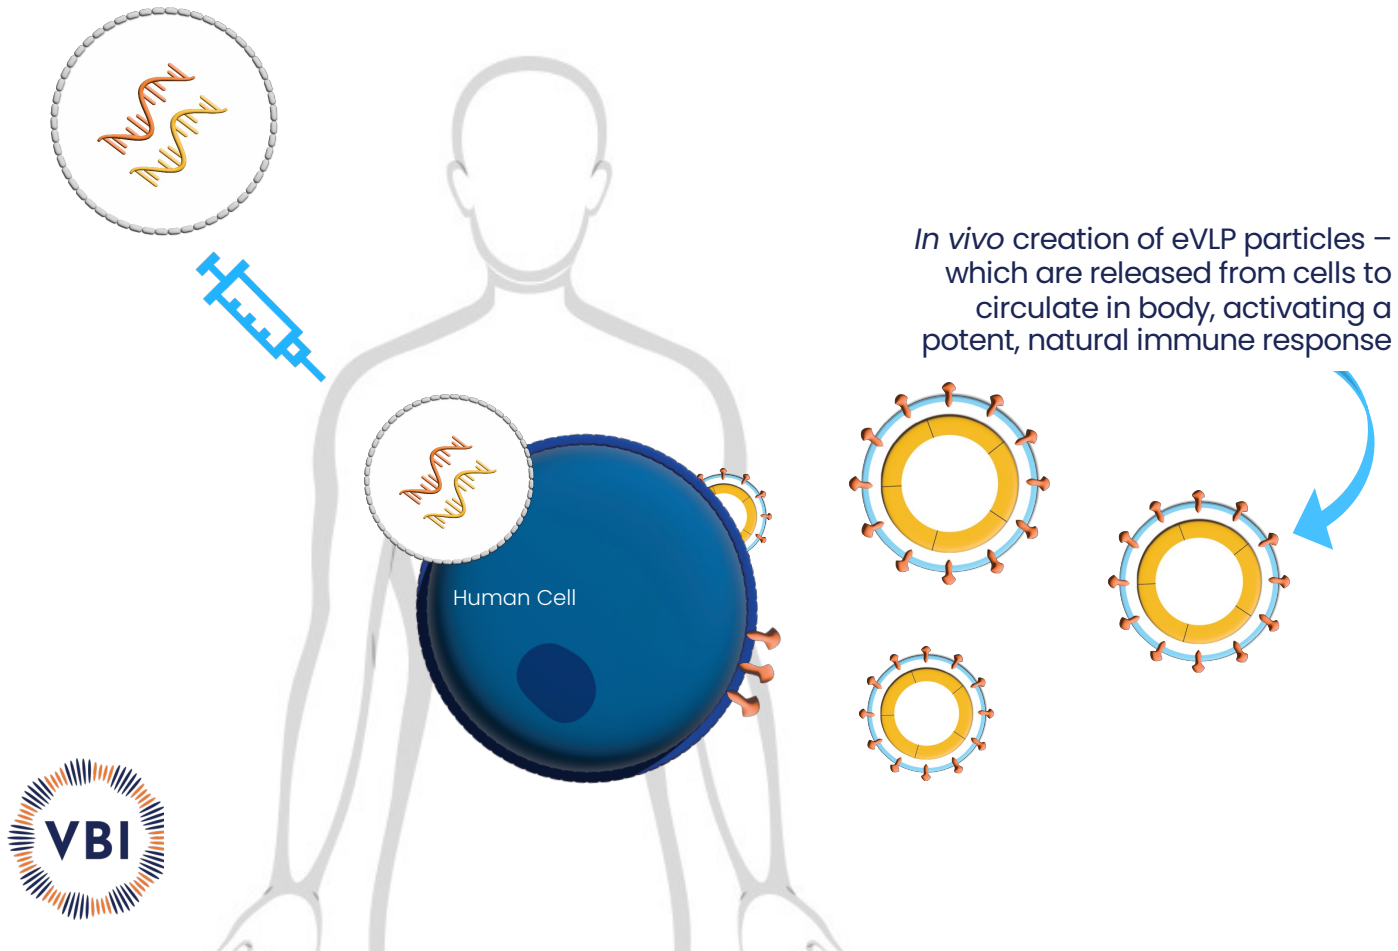 In vivo creation of eVLP particles –
which are released from cells to
circulate in body, activating a
potent, natural immune response
Human Cell
VBI